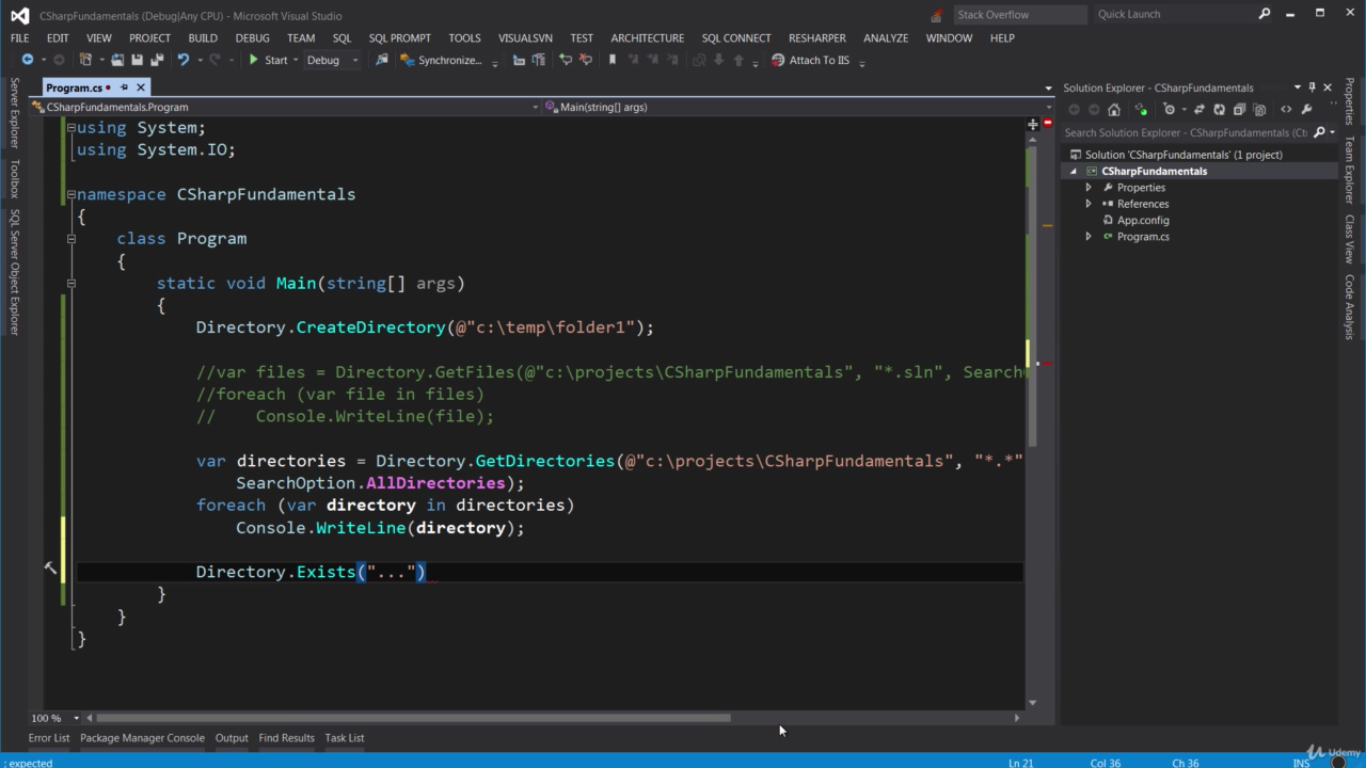 CSharpFundamentals (Debug|Any CPU) - Microsoft Visual Studio
Stack Overflow
Quick Launch
FILE EDIT VIEW PROJECT BUILD DEBUG TEAM SQL SQL PROMPT TOOLS VISUALSVN TEST ARCHITECTURE SQL CONNECT RESHARPER ANALYZE WINDOW HELP
Start Debug Synchronize... Attach To IIS
Program.cs
CSharpFundamentals.Program
Main(string[] args)
using System;
using System.IO;
namespace CSharpFundamentals
{
class Program
{
static void Main(string[] args)
{
Directory.CreateDirectory(@"c:\temp\folder1");
//var files = Directory.GetFiles(@"c:\projects\CSharpFundamentals", "*.sln", Search
//foreach (var file in files)
// Console.WriteLine(file);
var directories = Directory.GetDirectories(@"c:\projects\CSharpFundamentals", "*.*"
SearchOption.AllDirectories);
foreach (var directory in directories)
Console.WriteLine(directory);
Directory.Exists("...")
}
}
}
100 %
Error List Package Manager Console Output Find Results Task List
; expected
Ln 21 Col 36 Ch 36 INS
Server Explorer
Toolbox
SQL Server Object Explorer
Solution Explorer - CSharpFundamentals
Search Solution Explorer - CSharpFundamentals (Ct
Solution 'CSharpFundamentals' (1 project)
CSharpFundamentals
Properties
References
App.config
Program.cs
Properties
Team Explorer
Class View
Code Analysis
Udemy